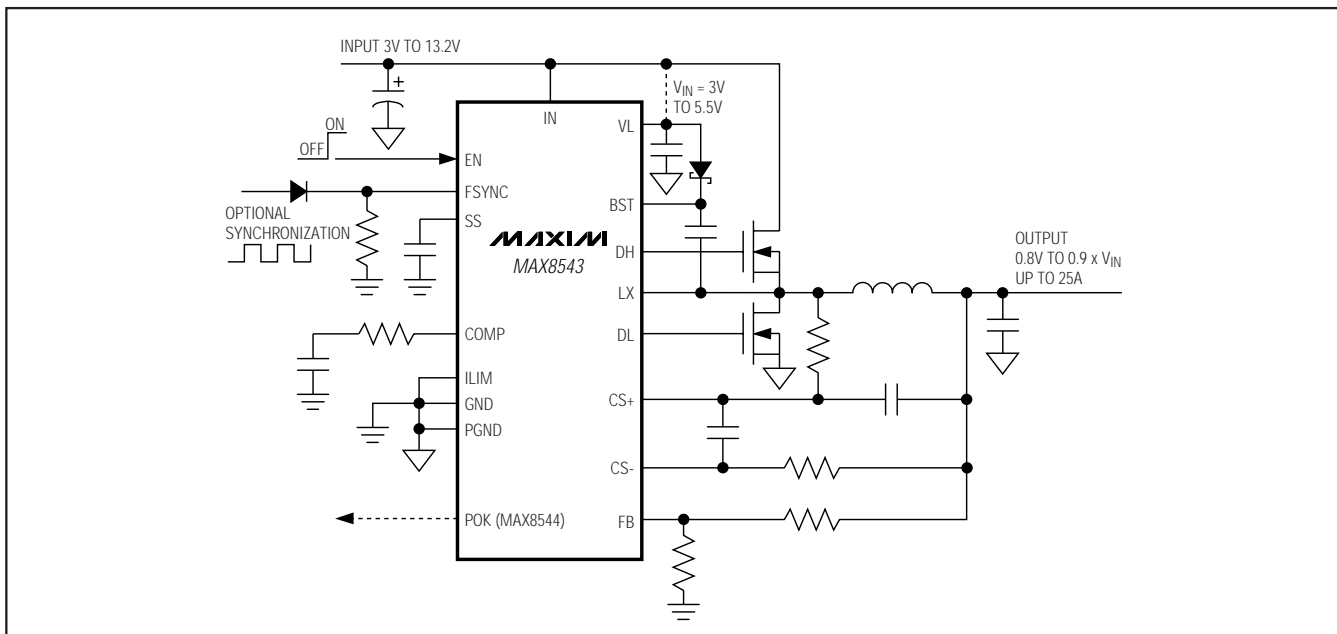 INPUT 3V TO 13.2V
V_IN = 3V
TO 5.5V
IN
VL
ON
OFF
EN
FSYNC
OPTIONAL
SYNCHRONIZATION
SS
BST
MAXIM
MAX8543
DH
OUTPUT
0.8V TO 0.9 x V_IN
UP TO 25A
LX
COMP
DL
ILIM
GND
CS+
PGND
CS-
POK (MAX8544)
FB